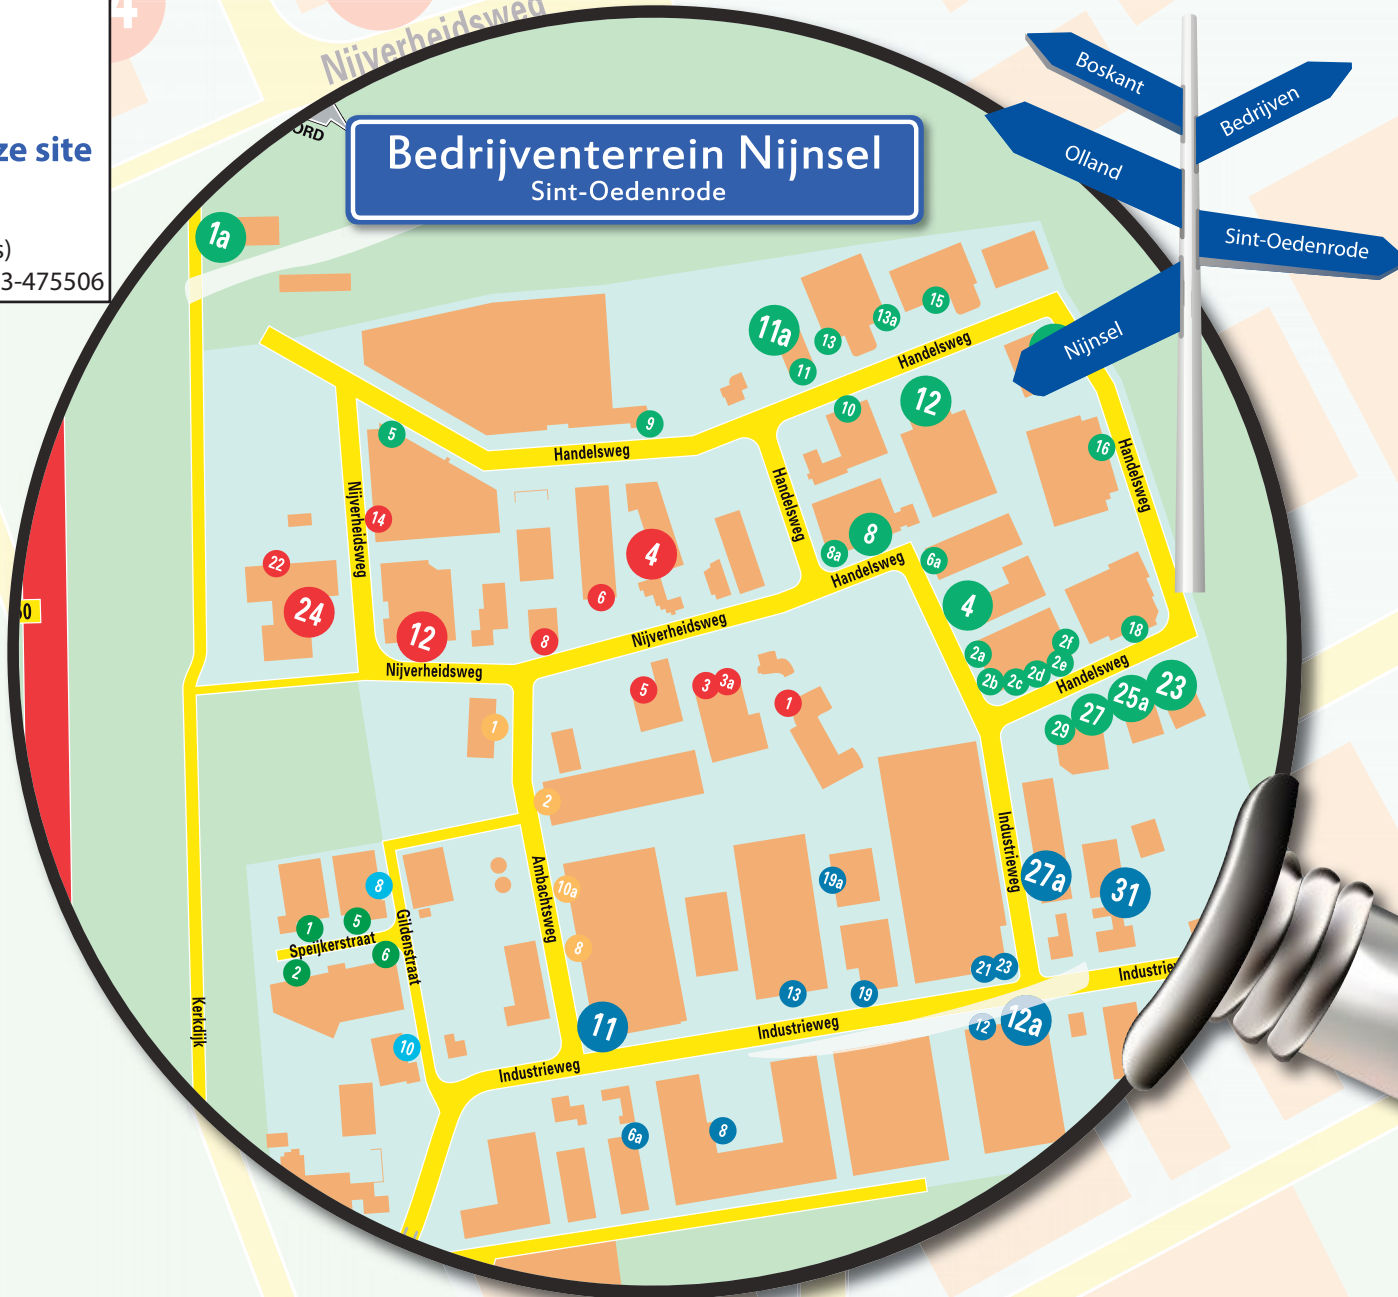 4
Nijverheidsweg
ze site
s)
3-475506
ORD
Bedrijventerrein Nijnsel
Sint-Oedenrode
Boskant
Bedrijven
Olland
Sint-Oedenrode
Nijnsel
1a
11a
13
13a
15
11
Handelsweg
10
12
9
5
Handelsweg
16
Handelsweg
Handelsweg
Nijverheidsweg
14
8
8a
Handelsweg
6a
4
22
24
6
4
12
8
Nijverheidsweg
Nijverheidsweg
2a
2b
2c
2d
2e
2f
18
Handelsweg
5
3
3a
1
23
25a
27
29
1
2
50
Industrieweg
27a
31
19a
10a
8
Ambachtsweg
8
Gildenstraat
1
5
Speijkerstraat
6
2
Kerkdijk
10
11
13
19
21
23
Industriew
12
12a
Industrieweg
Industrieweg
6a
8